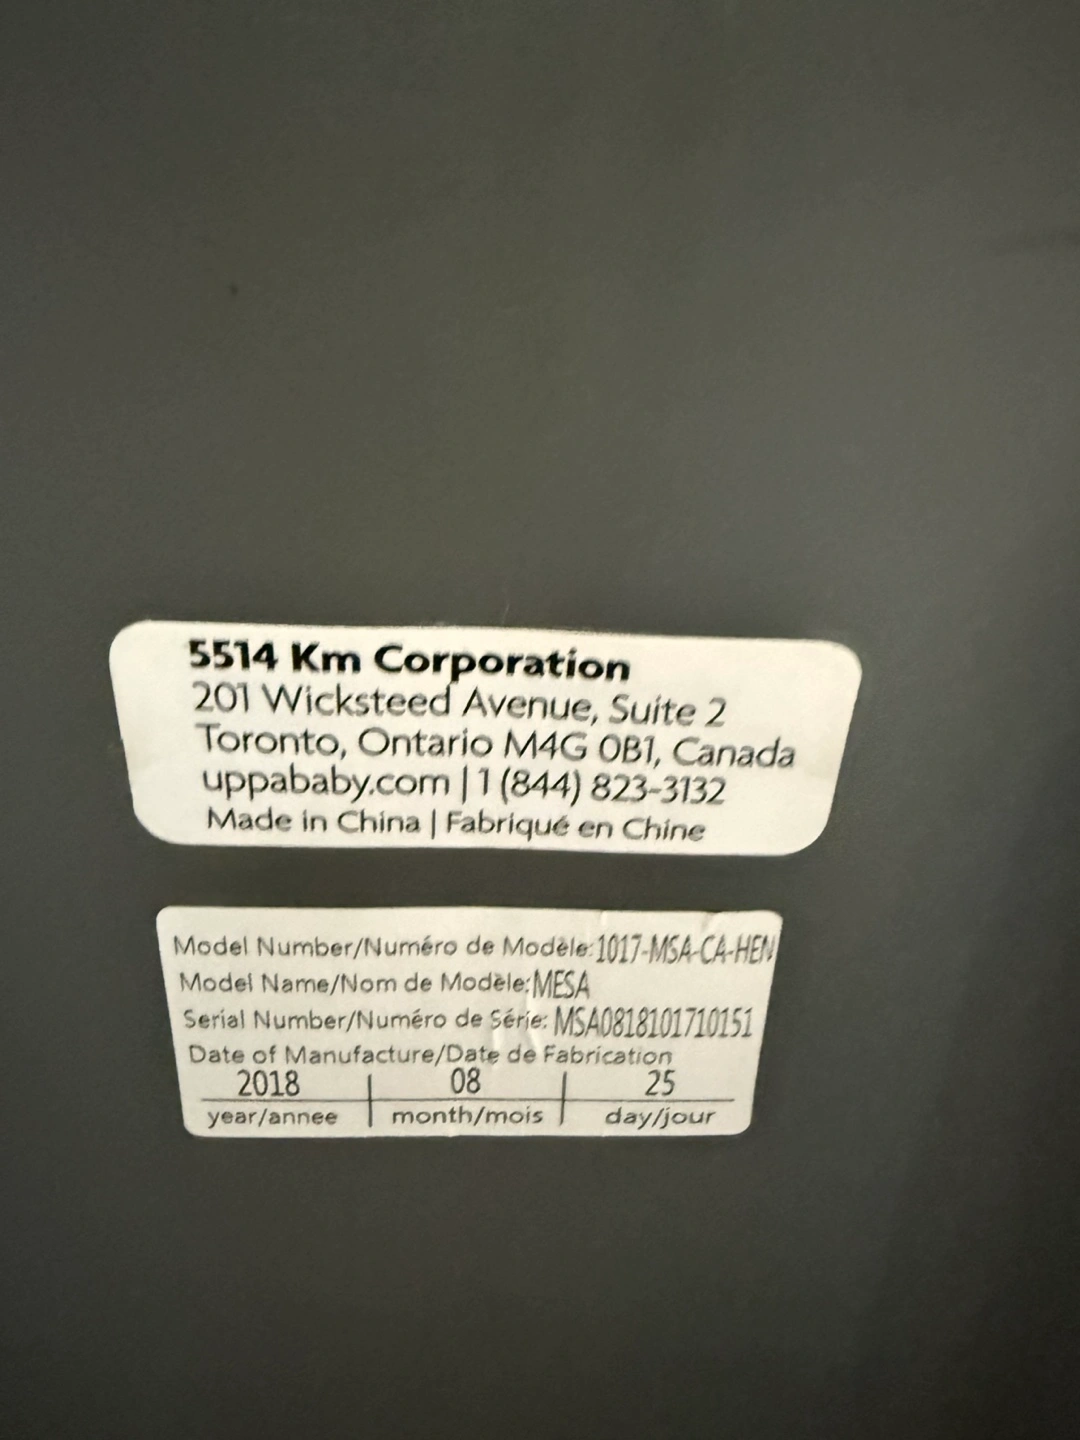 5514 Km Corporation
201 Wicksteed Avenue, Suite 2
Toronto, Ontario M4G 0B1, Canada
uppababy.com | 1 (844) 823-3132
Made in China | Fabriqué en Chine
Model Number/Numéro de Modèle: 1017-MSA-CA-HEN
Model Name/Nom de Modèle: MESA
Serial Number/Numéro de Série: MSA0818101710151
Date of Manufacture/Date de Fabrication
2018 08 25
year/annee month/mois day/jour